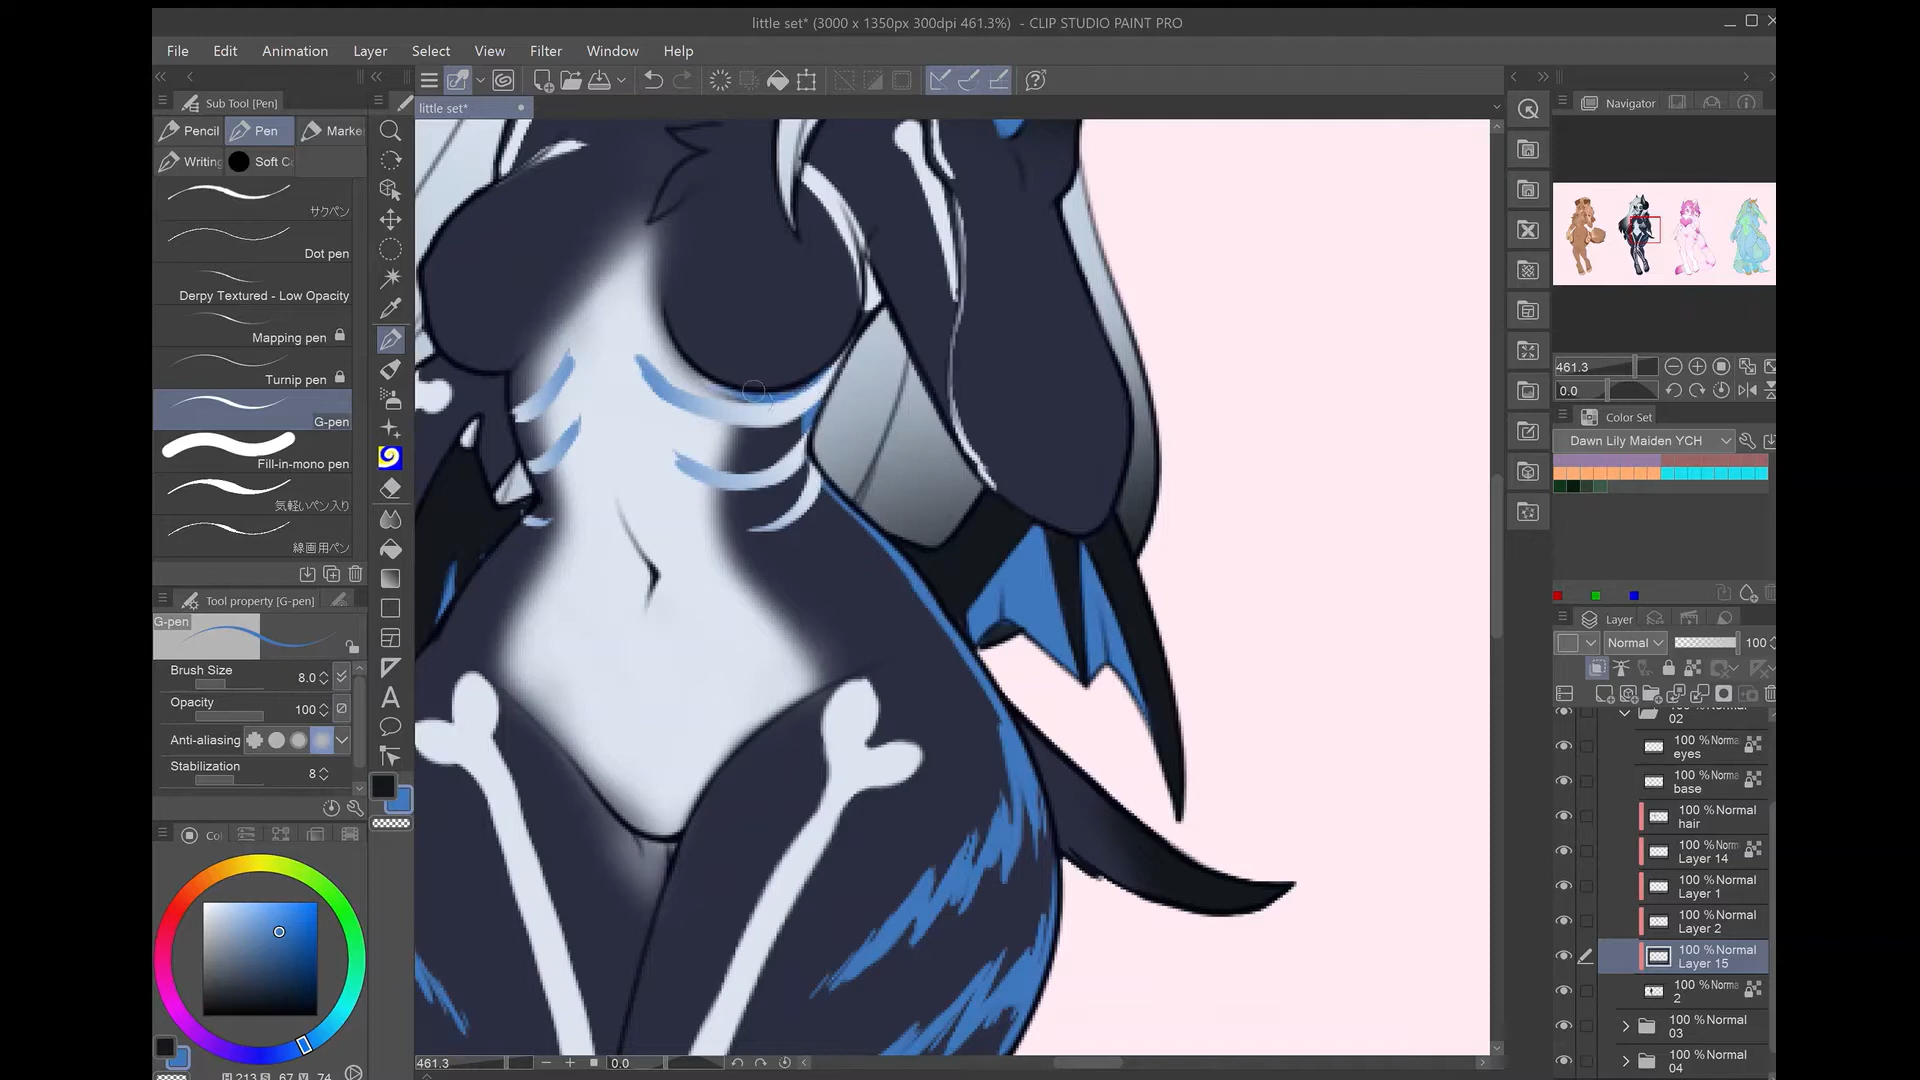 little set* (3000 x 1350px 300dpi 461.3%) - CLIP STUDIO PAINT PRO
File Edit Animation Layer Select View Filter Window Help
Sub Tool [Pen]
little set*
Navigator
Pencil Pen Marke
Writing Soft C
サクペン
Dot pen
Derpy Textured - Low Opacity
Mapping pen
Turnip pen
G-pen
Fill-in-mono pen
気軽いペン入り
線画用ペン
461.3
0.0
Color Set
Dawn Lily Maiden YCH
Tool property [G-pen]
G-pen
Brush Size 8.0
Opacity 100
Anti-aliasing
Stabilization 8
Layer
Normal 100
02
100 % Norma
eyes
100 % Norma
base
100 % Normal
hair
100 % Norm
Layer 14
100 % Normal
Layer 1
100 % Normal
Layer 2
100 % Normal
Layer 15
100 % Norma
2
100 % Normal
03
100 % Normal
04
Co
461.3 0.0
H 213 S 67 V 74